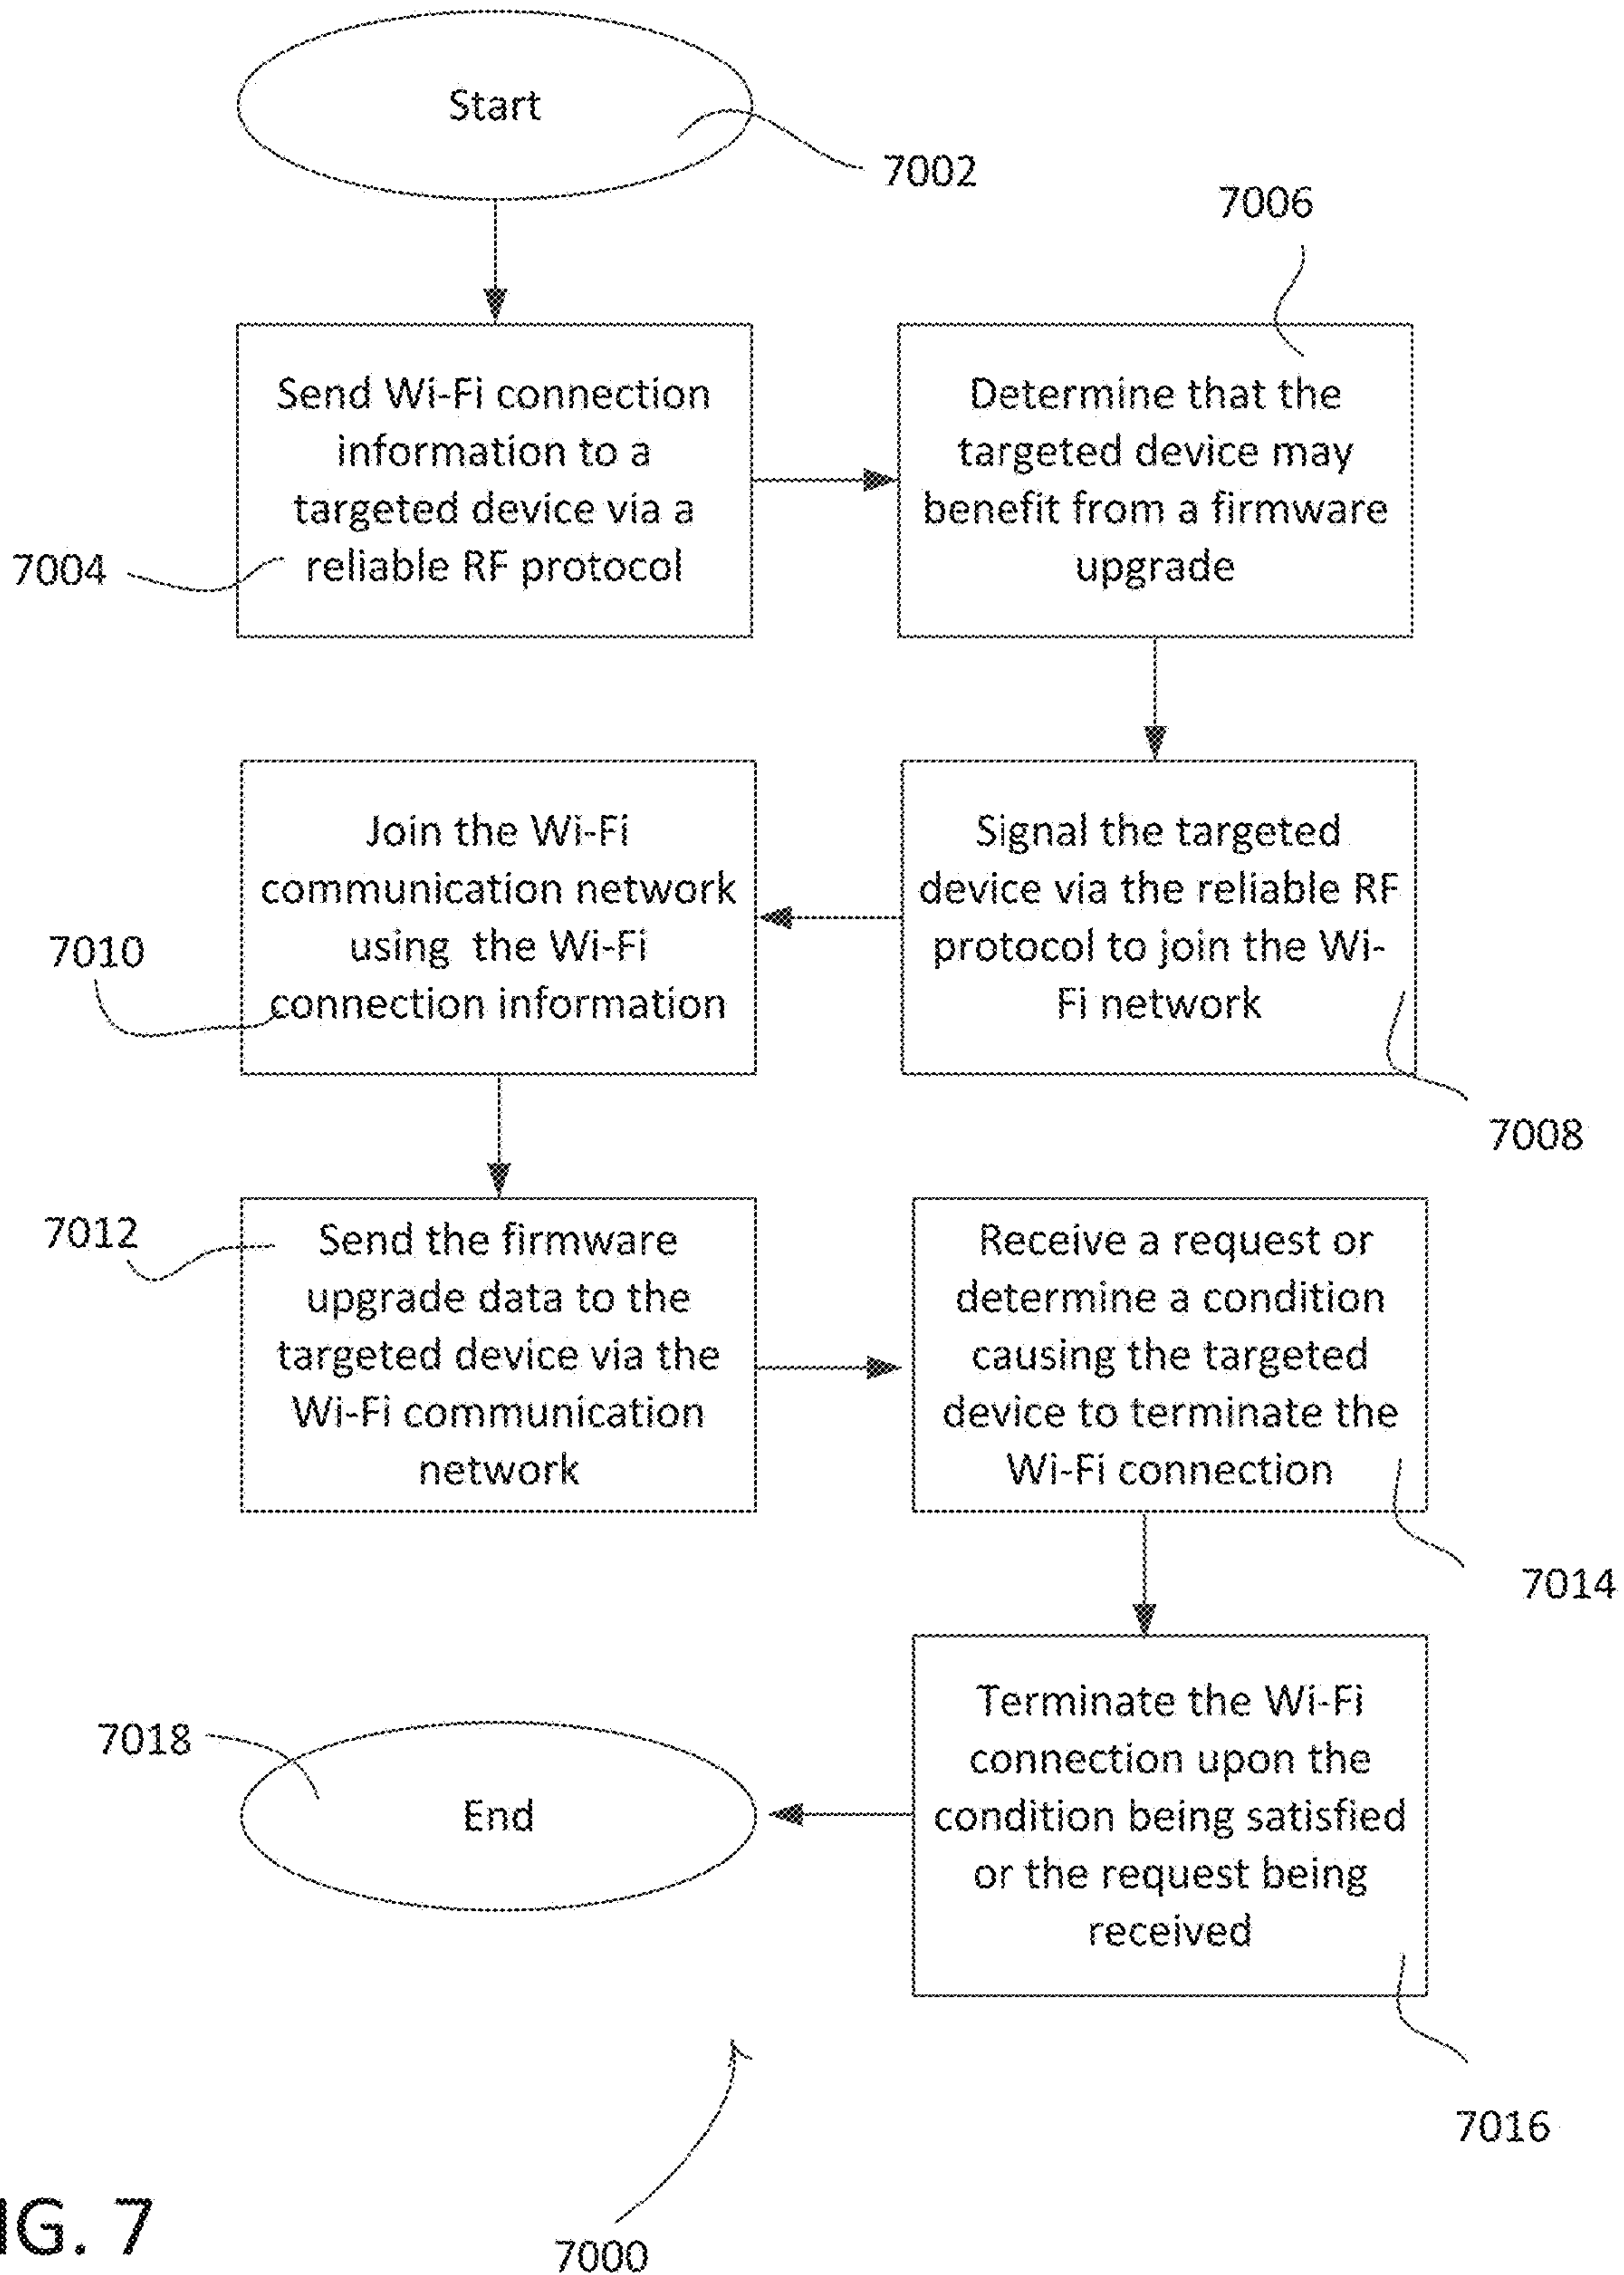 Start
7002
7006
Send Wi-Fi connection
information to a
targeted device via a
reliable RF protocol
7004
Determine that the
targeted device may
benefit from a firmware
upgrade
Join the Wi-Fi
communication network
using the Wi-Fi
connection information
7010
Signal the targeted
device via the reliable RF
protocol to join the Wi-
Fi network
7008
7012
Send the firmware
upgrade data to the
targeted device via the
Wi-Fi communication
network
Receive a request or
determine a condition
causing the targeted
device to terminate the
Wi-Fi connection
7014
7018
End
Terminate the Wi-Fi
connection upon the
condition being satisfied
or the request being
received
7016
7000
IG. 7